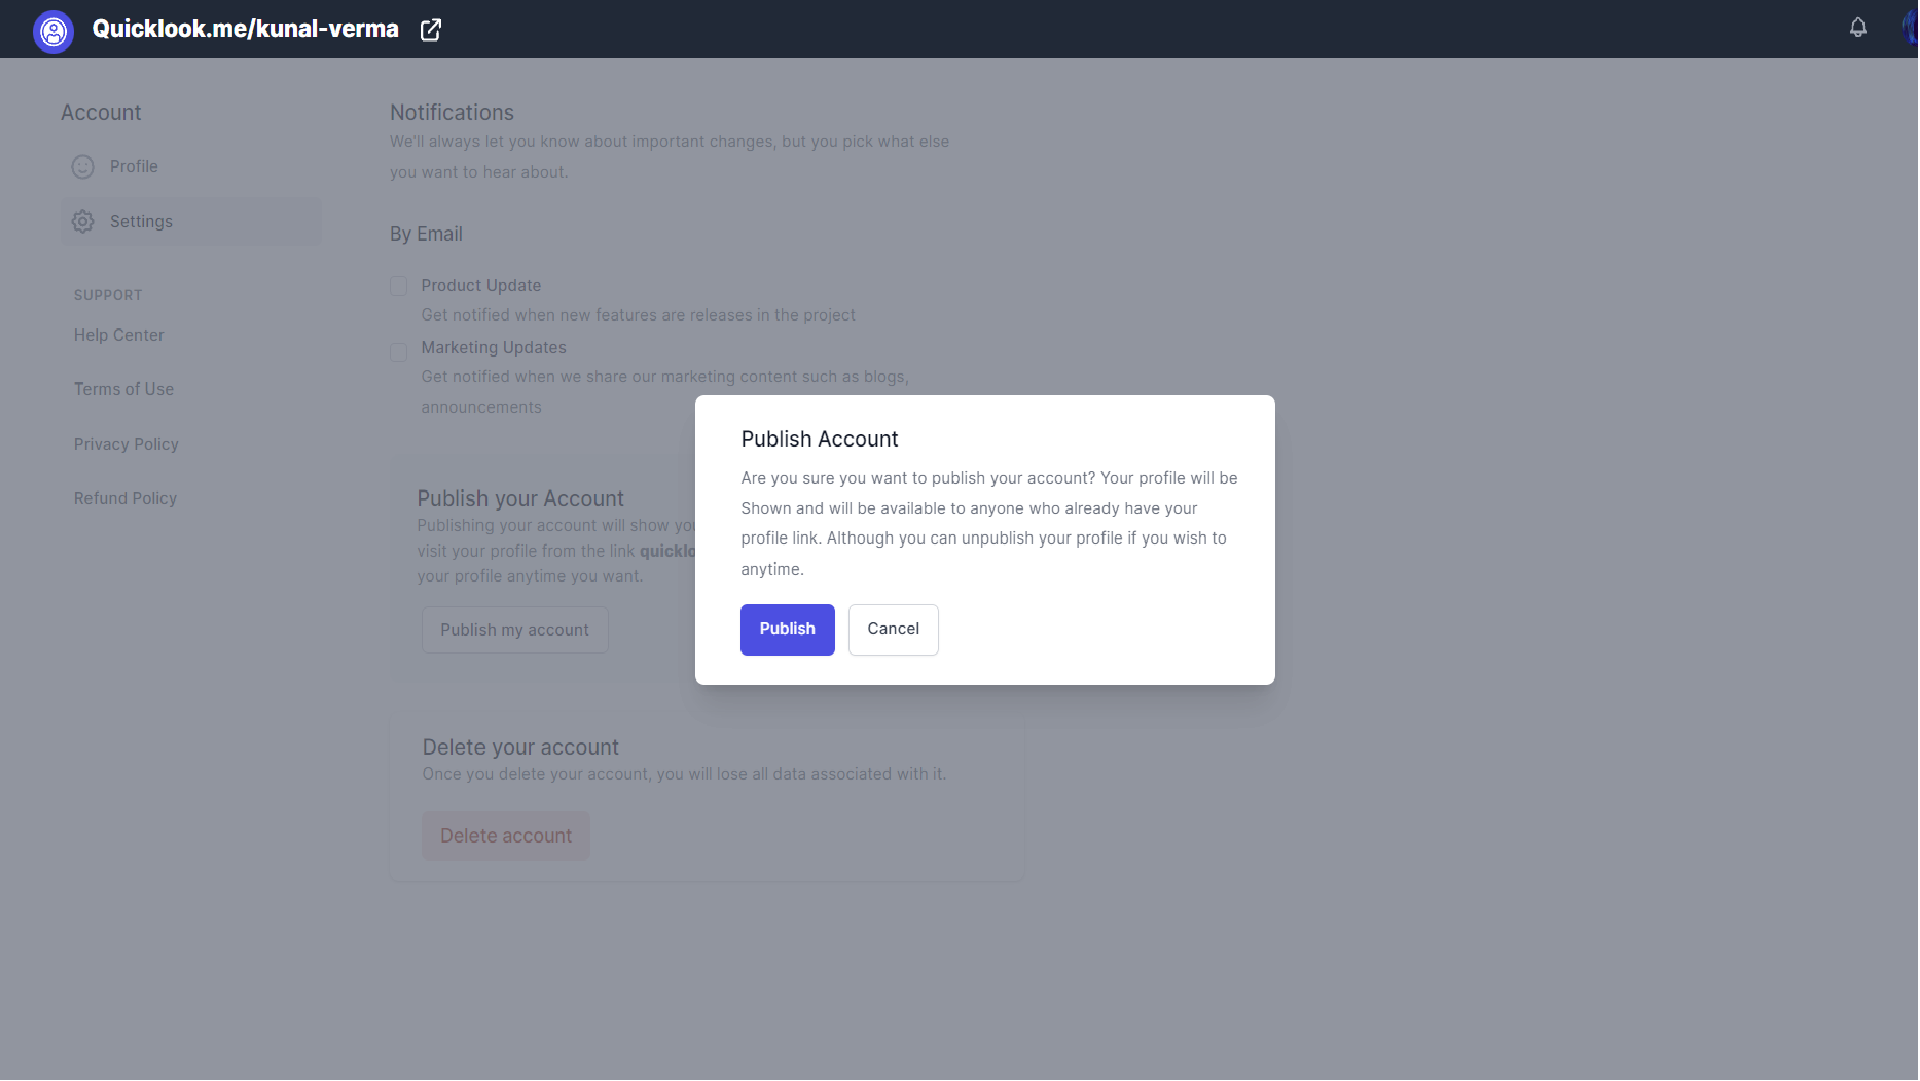 Quicklook.me/kunal-verma
Account
Profile
Settings
SUPPORT
Help Center
Terms of Use
Privacy Policy
Refund Policy
Notifications
We'll always let you know about important changes, but you pick what else
you want to hear about.
By Email
Product Update
Get notified when new features are releases in the project
Marketing Updates
Get notified when we share our marketing content such as blogs,
announcements
Publish your Account
Publishing your account will show
visit your profile from the link
your profile anytime you want.
Publish my account
Delete your account
Once you delete your account, you will lose all data associated with it.
Delete account
Publish Account
Are you sure you want to publish your account? Your profile will be
Shown and will be available to anyone who already have your
profile link. Although you can unpublish your profile if you wish to
anytime.
Publish
Cancel